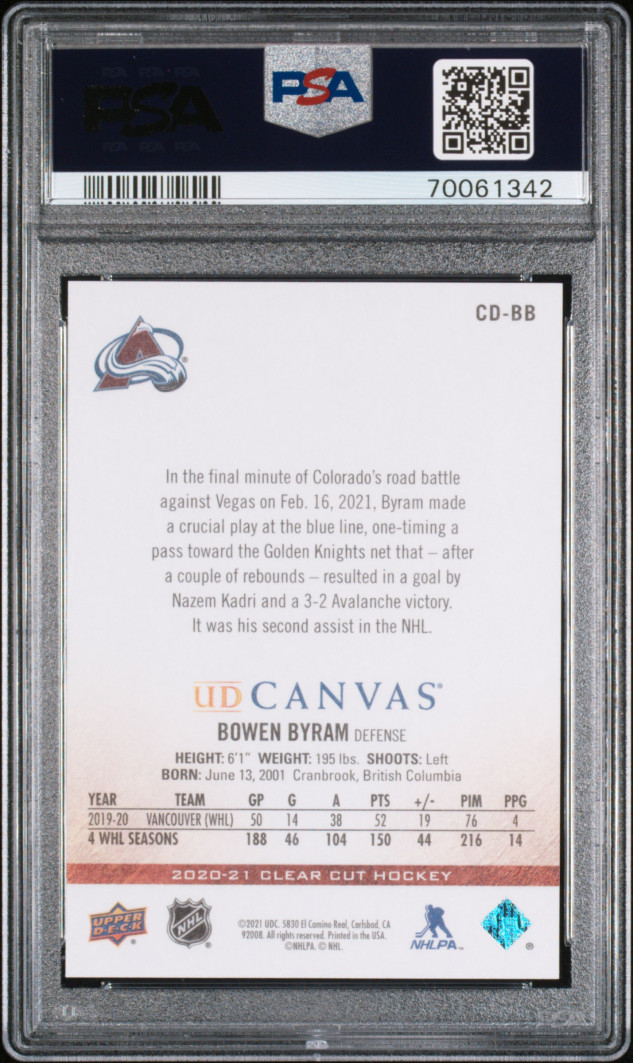 PSA
PSA
70061342
CD-BB
In the final minute of Colorado's road battle
against Vegas on Feb. 16, 2021, Byram made
a crucial play at the blue line, one-timing a
pass toward the Golden Knights net that – after
a couple of rebounds – resulted in a goal by
Nazem Kadri and a 3-2 Avalanche victory.
It was his second assist in the NHL.
UD CANVAS®
BOWEN BYRAM DEFENSE
HEIGHT: 6'1" WEIGHT: 195 lbs. SHOOTS: Left
BORN: June 13, 2001 Cranbrook, British Columbia
YEAR TEAM GP G A PTS +/- PIM PPG
2019-20 VANCOUVER (WHL) 50 14 38 52 19 76 4
4 WHL SEASONS 188 46 104 150 44 216 14
2020-21 CLEAR CUT HOCKEY
UPPER
D·E·C·K
NHL
©2021 UDC. 5830 El Camino Real, Carlsbad, CA
92008. All rights reserved. Printed in the USA.
©NHLPA. © NHL.
NHLPA™
®